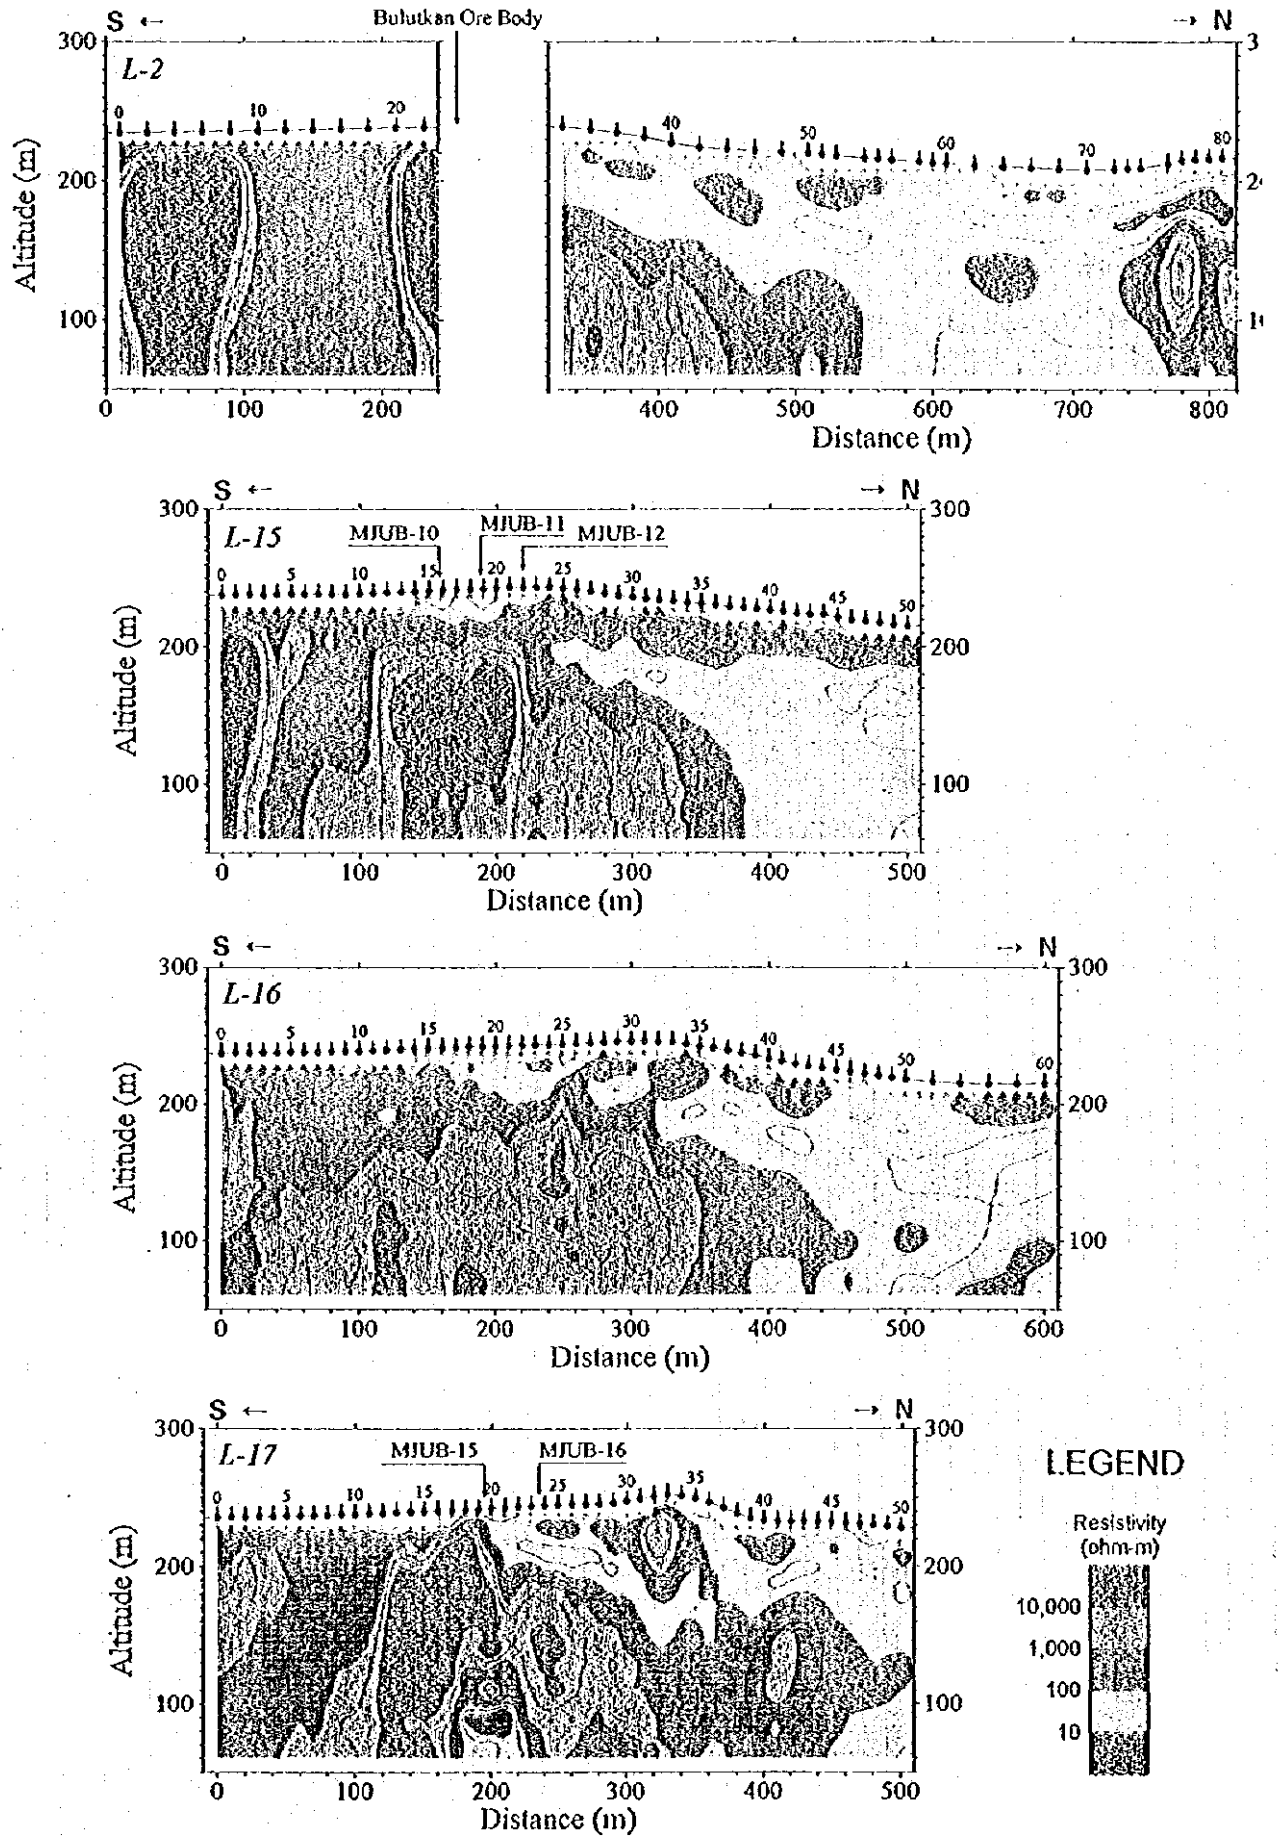 S ← Bulutkan Ore Body → N
300 3
L-2
0 10 20 40 50 60 70 80
Altitude (m)
200 2
100 1
0 100 200 400 500 600 700 800
Distance (m)
S ← → N
300 300
L-15
MJUB-10 MJUB-11 MJUB-12
0 5 10 15 20 25 30 35 40 45 50
Altitude (m)
200 200
100 100
0 100 200 300 400 500
Distance (m)
S ← → N
300 300
L-16
0 5 10 15 20 25 30 35 40 45 50 60
Altitude (m)
200 200
100 100
0 100 200 300 400 500 600
Distance (m)
S ← → N
300 300
L-17
MJUB-15 MJUB-16
0 5 10 15 20 25 30 35 40 45 50
Altitude (m)
200 200
100 100
0 100 200 300 400 500
Distance (m)
LEGEND
Resistivity
(ohm-m)
10,000
1,000
100
10